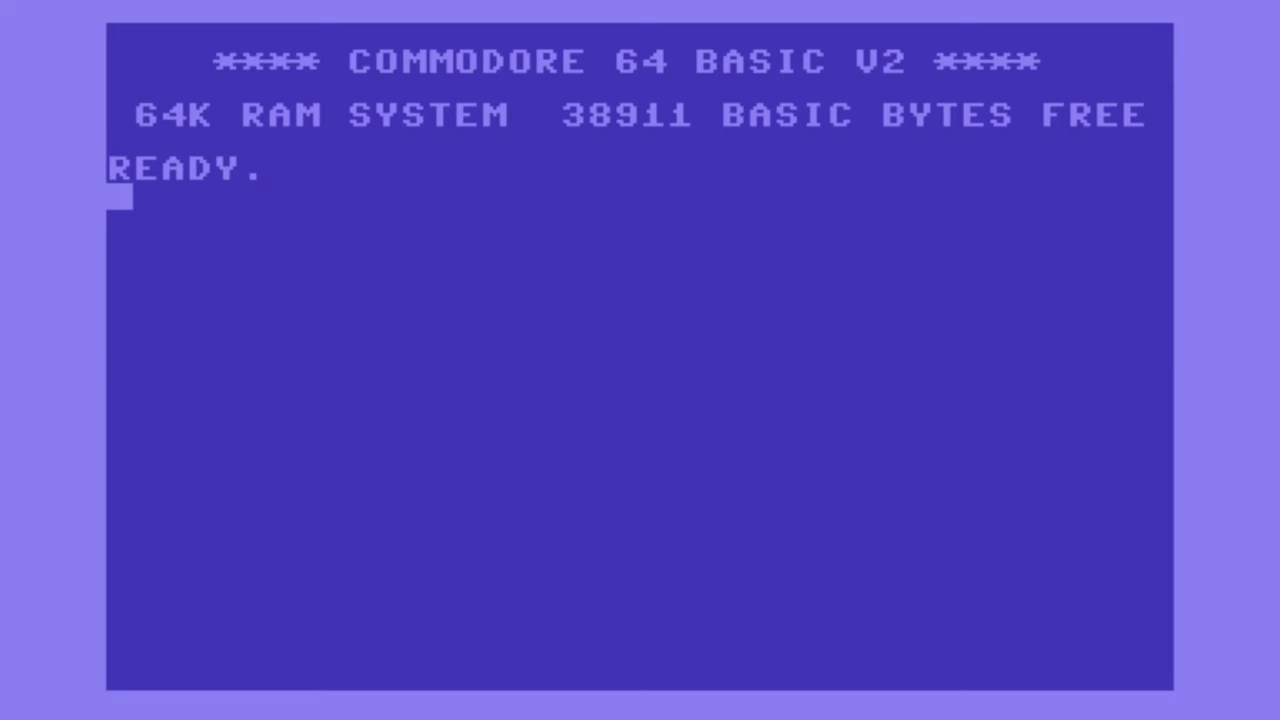 **** COMMODORE 64 BASIC V2 ****
64K RAM SYSTEM  38911 BASIC BYTES FREE
READY.